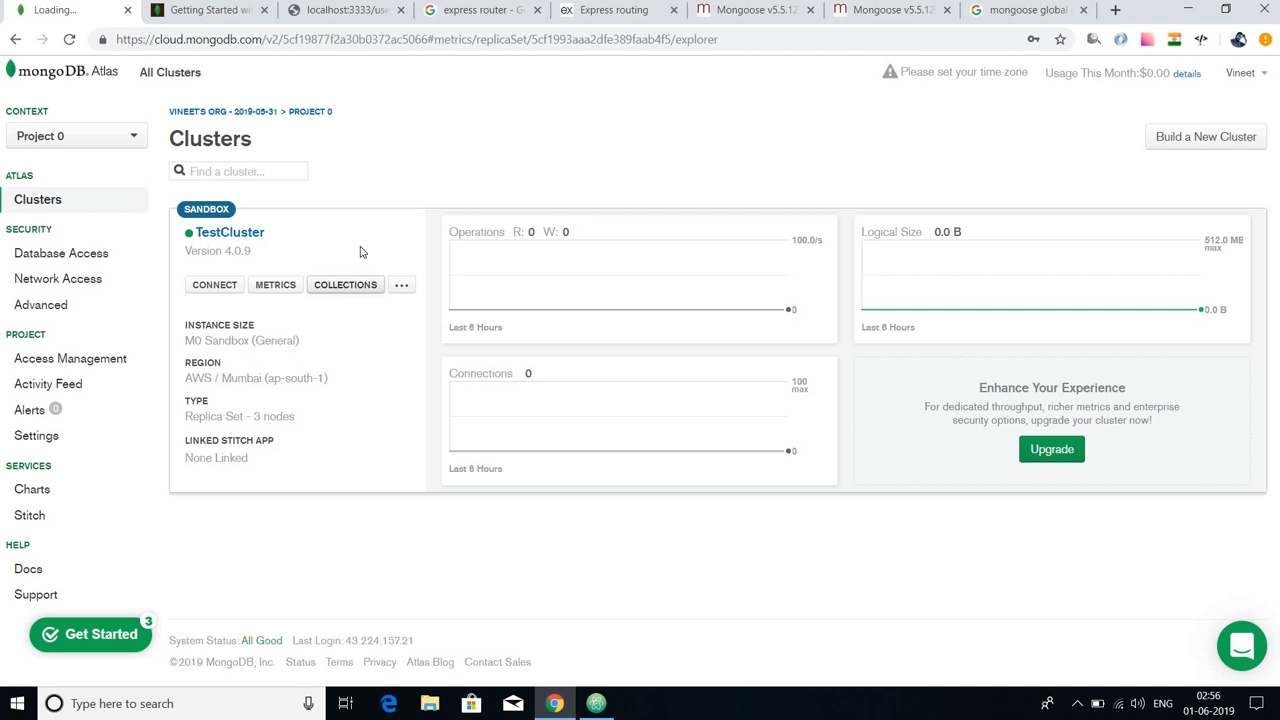 Loading...
Getting Started wi
localhost:3333/use
express router - G
Express routing
Mongoose v5.5.12
Mongoose v5.5.12
mongoose global
https://cloud.mongodb.com/v2/5cf19877f2a30b0372ac5066#metrics/replicaSet/5cf1993aaa2dfe389faab4f5/explorer
mongoDB. Atlas
All Clusters
Please set your time zone
Usage This Month:$0.00 details
Vineet
CONTEXT
Project 0
ATLAS
Clusters
SECURITY
Database Access
Network Access
Advanced
PROJECT
Access Management
Activity Feed
Alerts 0
Settings
SERVICES
Charts
Stitch
HELP
Docs
Support
Get Started
3
VINEET'S ORG - 2019-05-31 > PROJECT 0
Clusters
Build a New Cluster
Find a cluster...
SANDBOX
TestCluster
Version 4.0.9
CONNECT
METRICS
COLLECTIONS
...
INSTANCE SIZE
M0 Sandbox (General)
REGION
AWS / Mumbai (ap-south-1)
TYPE
Replica Set - 3 nodes
LINKED STITCH APP
None Linked
Operations R: 0 W: 0
100.0/s
0
Last 6 Hours
Logical Size 0.0 B
512.0 MB
max
0.0 B
Last 6 Hours
Connections 0
100
max
0
Last 6 Hours
Enhance Your Experience
For dedicated throughput, richer metrics and enterprise
security options, upgrade your cluster now!
Upgrade
System Status: All Good Last Login: 43.224.157.21
©2019 MongoDB, Inc. Status Terms Privacy Atlas Blog Contact Sales
Type here to search
ENG
02:56
01-06-2019